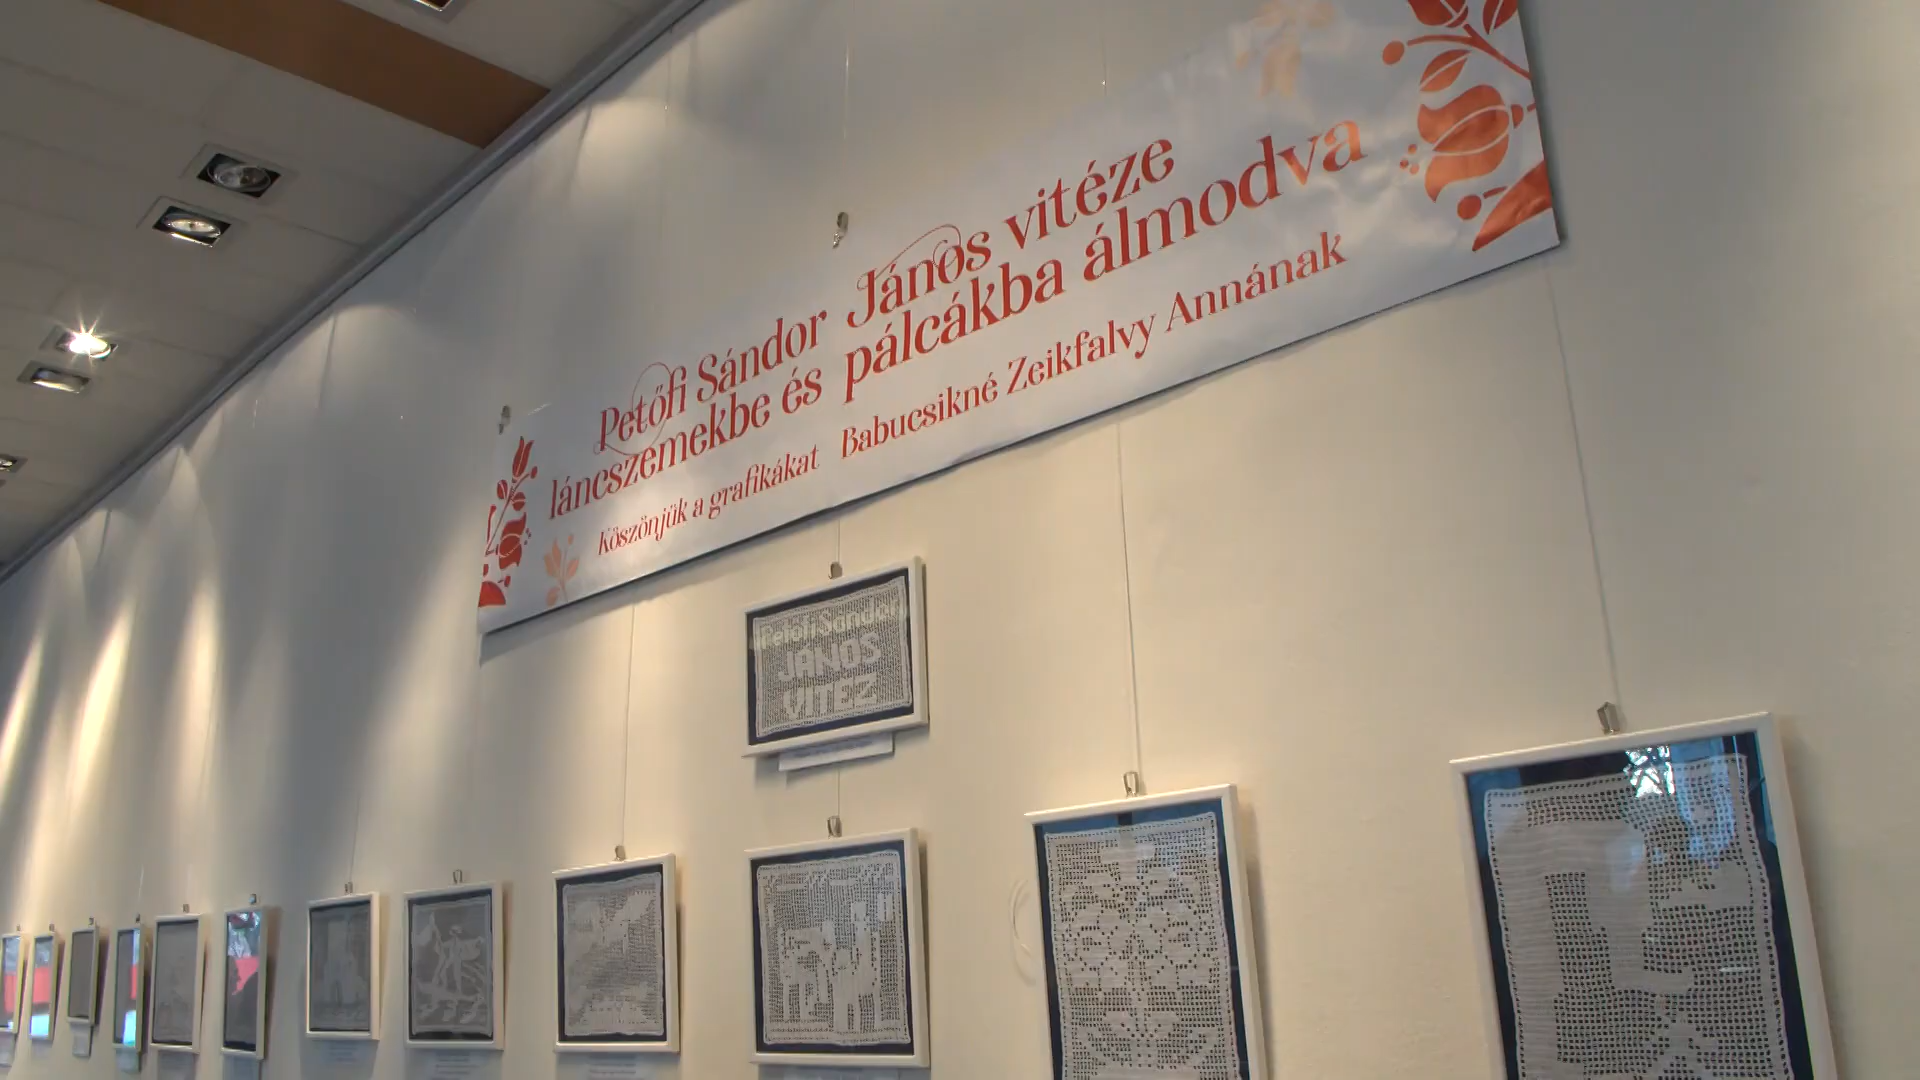 Petőfi Sándor János vitéze
láncszemekbe és pálcákba álmodva
Köszönjük a grafikákat Babucsikné Zeikfalvy Annának
Petőfi Sándor
JÁNOS
VITÉZ